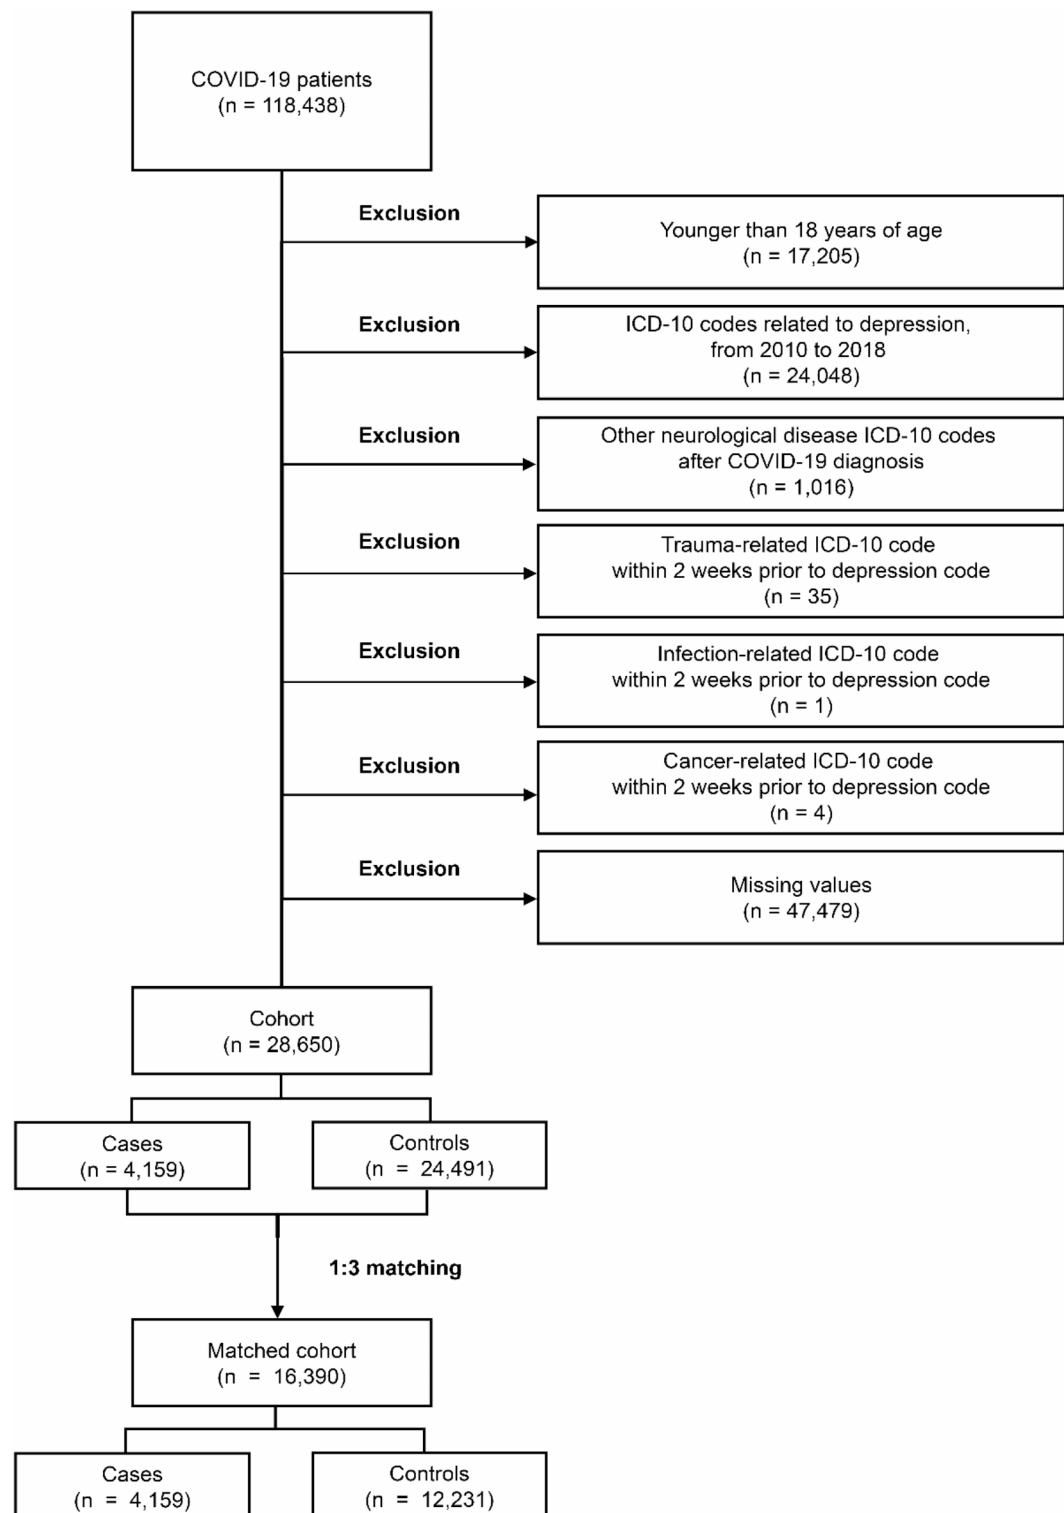 COVID-19 patients
(n = 118,438)
Exclusion
Younger than 18 years of age
(n = 17,205)
Exclusion
ICD-10 codes related to depression,
from 2010 to 2018
(n = 24,048)
Exclusion
Other neurological disease ICD-10 codes
after COVID-19 diagnosis
(n = 1,016)
Exclusion
Trauma-related ICD-10 code
within 2 weeks prior to depression code
(n = 35)
Exclusion
Infection-related ICD-10 code
within 2 weeks prior to depression code
(n = 1)
Exclusion
Cancer-related ICD-10 code
within 2 weeks prior to depression code
(n = 4)
Exclusion
Missing values
(n = 47,479)
Cohort
(n = 28,650)
Cases
(n = 4,159)
Controls
(n = 24,491)
1:3 matching
Matched cohort
(n = 16,390)
Cases
(n = 4,159)
Controls
(n = 12,231)